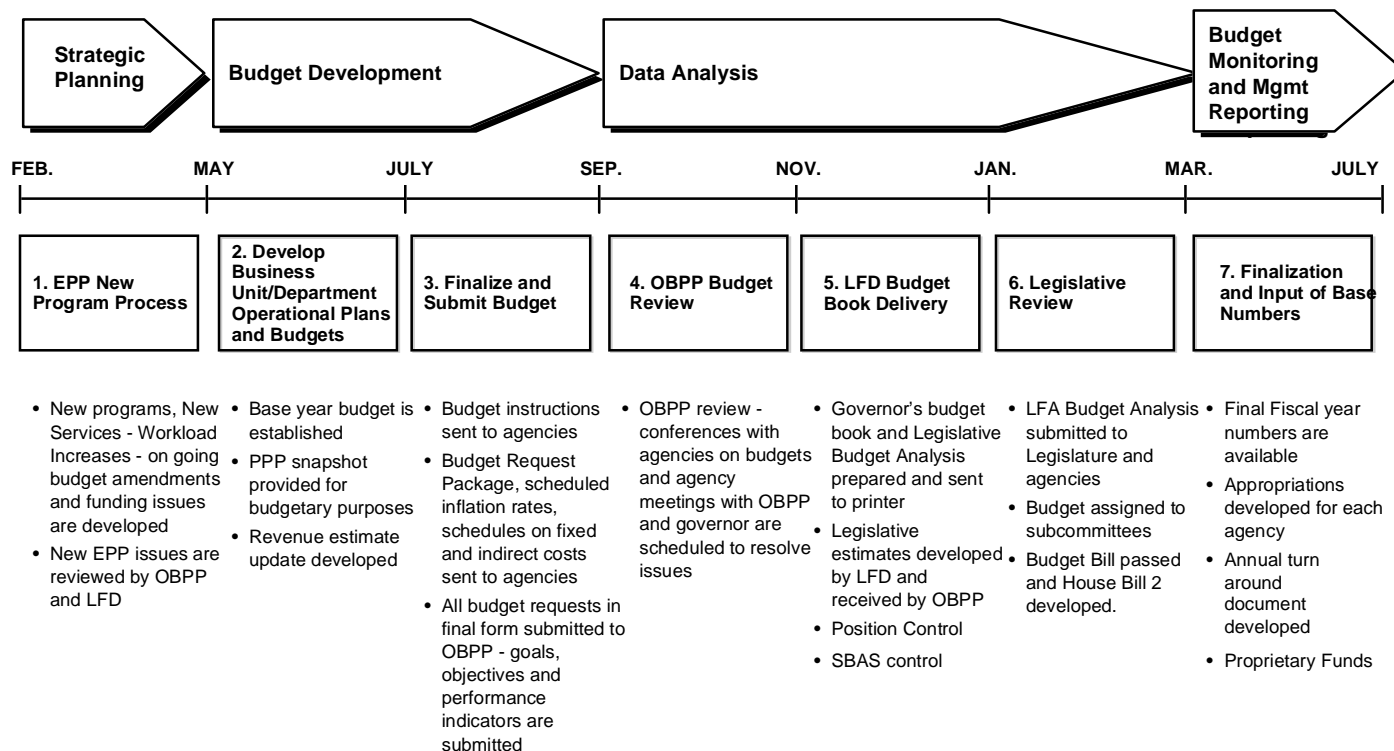 Strategic
Planning
Budget Development
Data Analysis
Budget
Monitoring
and Mgmt
Reporting
FEB.
MAY
JULY
SEP.
NOV.
JAN.
MAR.
JULY
1. EPP New
Program Process
2. Develop
Business
Unit/Department
Operational Plans
and Budgets
3. Finalize and
Submit Budget
4. OBPP Budget
Review
5. LFD Budget
Book Delivery
6. Legislative
Review
7. Finalization
and Input of Base
Numbers
• New programs, New
Services - Workload
Increases - on going
budget amendments
and funding issues
are developed
• New EPP issues are
reviewed by OBPP
and LFD
• Base year budget is
established
• PPP snapshot
provided for
budgetary purposes
• Revenue estimate
update developed
• Budget instructions
sent to agencies
• Budget Request
Package, scheduled
inflation rates,
schedules on fixed
and indirect costs
sent to agencies
• All budget requests in
final form submitted to
OBPP - goals,
objectives and
performance
indicators are
submitted
• OBPP review -
conferences with
agencies on budgets
and agency
meetings with OBPP
and governor are
scheduled to resolve
issues
• Governor's budget
book and Legislative
Budget Analysis
prepared and sent
to printer
• Legislative
estimates developed
by LFD and
received by OBPP
• Position Control
• SBAS control
• LFA Budget Analysis
submitted to
Legislature and
agencies
• Budget assigned to
subcommittees
• Budget Bill passed
and House Bill 2
developed.
• Final Fiscal year
numbers are
available
• Appropriations
developed for each
agency
• Annual turn
around
document
developed
• Proprietary Funds